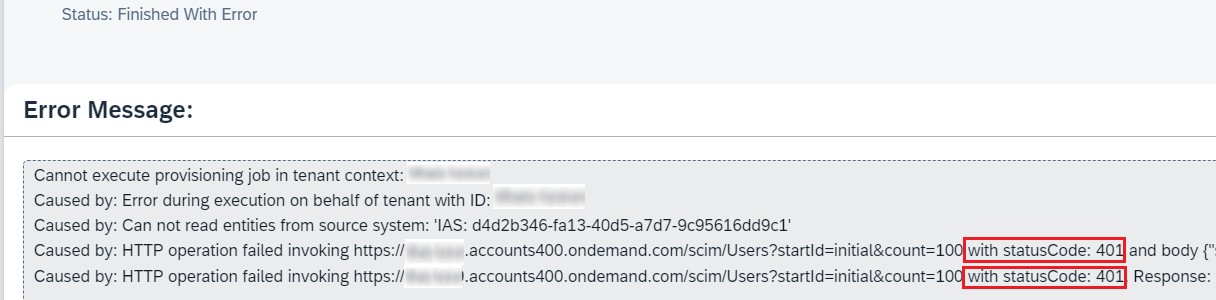 Status: Finished With Error
Error Message:
Cannot execute provisioning job in tenant context:
Caused by: Error during execution on behalf of tenant with ID:
Caused by: Can not read entities from source system: 'IAS: d4d2b346-fa13-40d5-a7d7-9c95616dd9c1'
Caused by: HTTP operation failed invoking https:// .accounts400.ondemand.com/scim/Users?startId=initial&count=100 with statusCode: 401 and body {"
Caused by: HTTP operation failed invoking https:// .accounts400.ondemand.com/scim/Users?startId=initial&count=100 with statusCode: 401, Response: